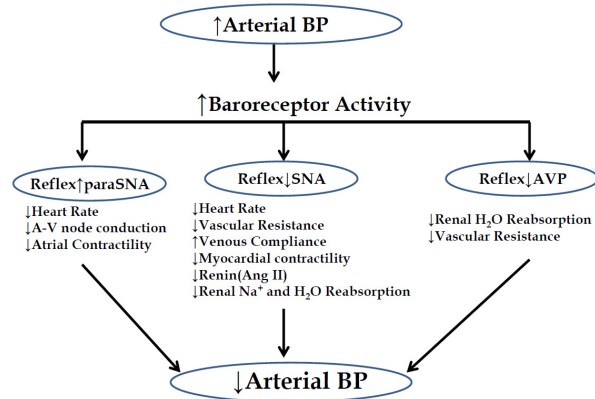 ↑Arterial BP
↑Baroreceptor Activity
Reflex↑paraSNA
↓Heart Rate
↓A-V node conduction
↓Atrial Contractility
Reflex↓SNA
↓Heart Rate
↓Vascular Resistance
↑Venous Compliance
↓Myocardial contractility
↓Renin(Ang II)
↓Renal Na⁺ and H₂O Reabsorption
Reflex↓AVP
↓Renal H₂O Reabsorption
↓Vascular Resistance
↓Arterial BP